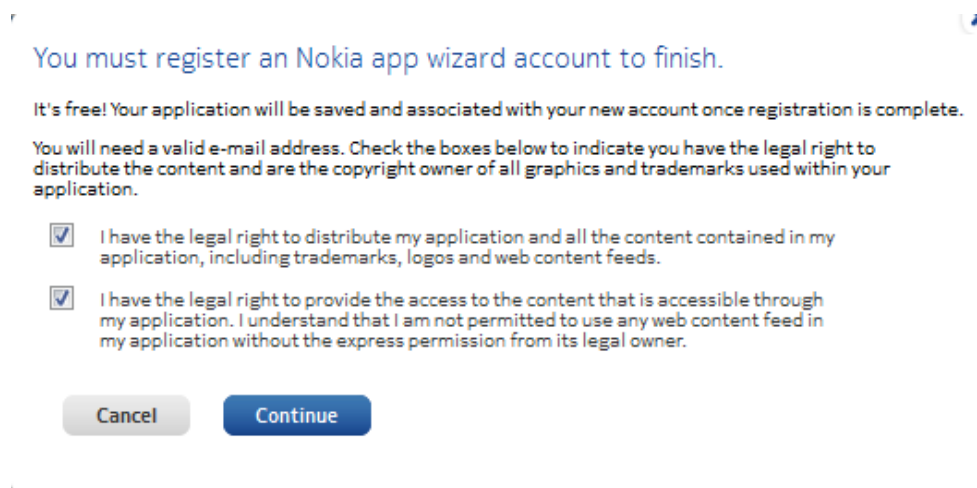 You must register an Nokia app wizard account to finish.
It's free! Your application will be saved and associated with your new account once registration is complete.
You will need a valid e-mail address. Check the boxes below to indicate you have the legal right to
distribute the content and are the copyright owner of all graphics and trademarks used within your
application.
I have the legal right to distribute my application and all the content contained in my
application, including trademarks, logos and web content feeds.
I have the legal right to provide the access to the content that is accessible through
my application. I understand that I am not permitted to use any web content feed in
my application without the express permission from its legal owner.
Cancel
Continue